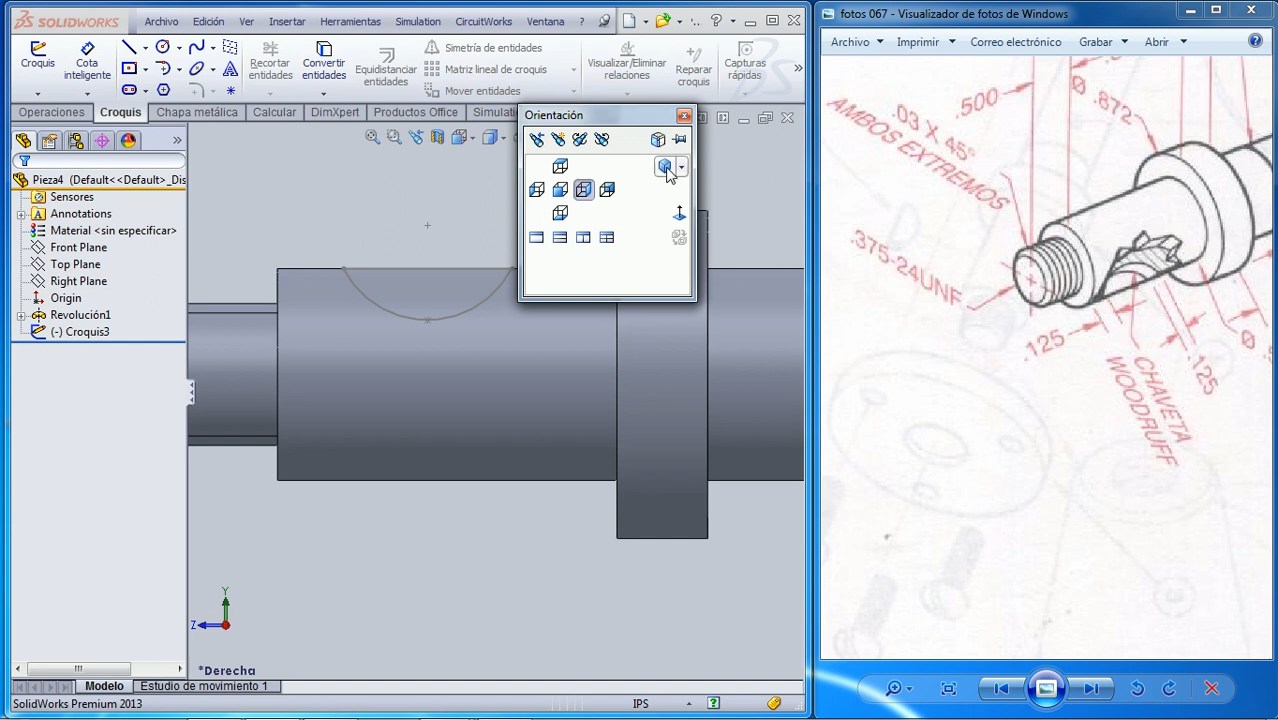 SOLIDWORKS
Archivo Edición Ver Insertar Herramientas Simulation CircuitWorks Ventana ?
Croquis
Cota inteligente
Recortar entidades
Convertir entidades
Equidistanciar entidades
Simetría de entidades
Matriz lineal de croquis
Mover entidades
Visualizar/Eliminar relaciones
Reparar croquis
Capturas rápidas
Operaciones Croquis Chapa metálica Calcular DimXpert Productos Office Simulati
Orientación
Pieza4 (Default<<Default>_Dis
Sensores
Annotations
Material <sin especificar>
Front Plane
Top Plane
Right Plane
Origin
Revolución1
(-) Croquis3
Y
Z
*Derecha
Modelo Estudio de movimiento 1
SolidWorks Premium 2013
IPS
fotos 067 - Visualizador de fotos de Windows
Archivo Imprimir Correo electrónico Grabar Abrir
.500
Ø .872
.03 X 45°
AMBOS EXTREMOS
.375-24UNF
.125
CHAVETA
WOODRUFF
.125